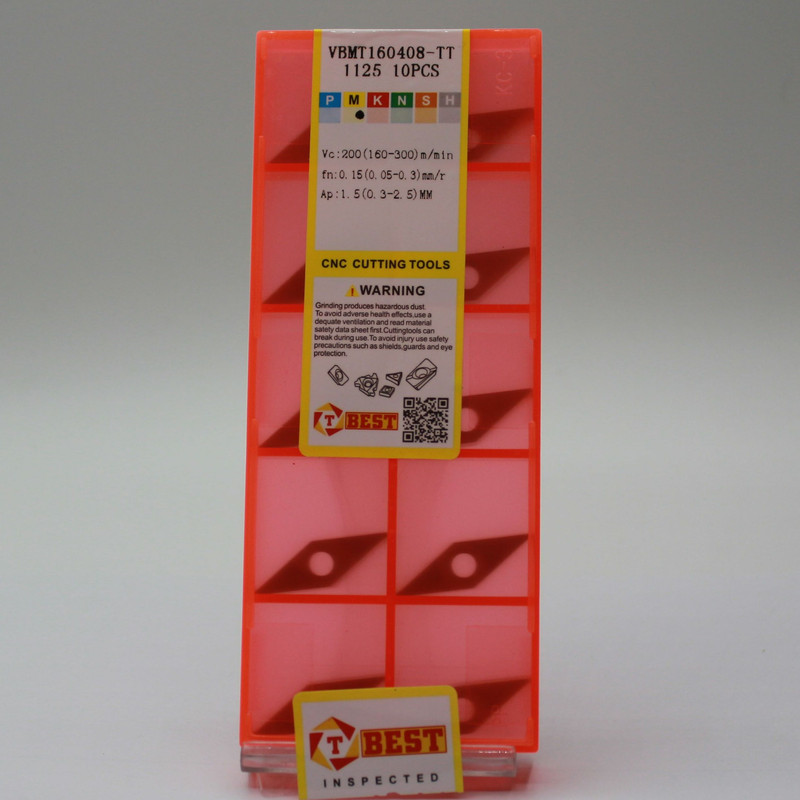 VBMT160408-TT
1125 10PCS
KC-3
P M K N S H
Vc:200(160-300)m/min
fn:0.15(0.05-0.3)mm/r
Ap:1.5(0.3-2.5)MM
CNC CUTTING TOOLS
WARNING
Grinding produces hazardous dust.
To avoid adverse health effects,use a
dequate ventilation and read material
safety data sheet first.Cuttingtools can
break during use.To avoid injury use safety
precautions such as shields,guards and eye
protection.
T BEST
T BEST
INSPECTED